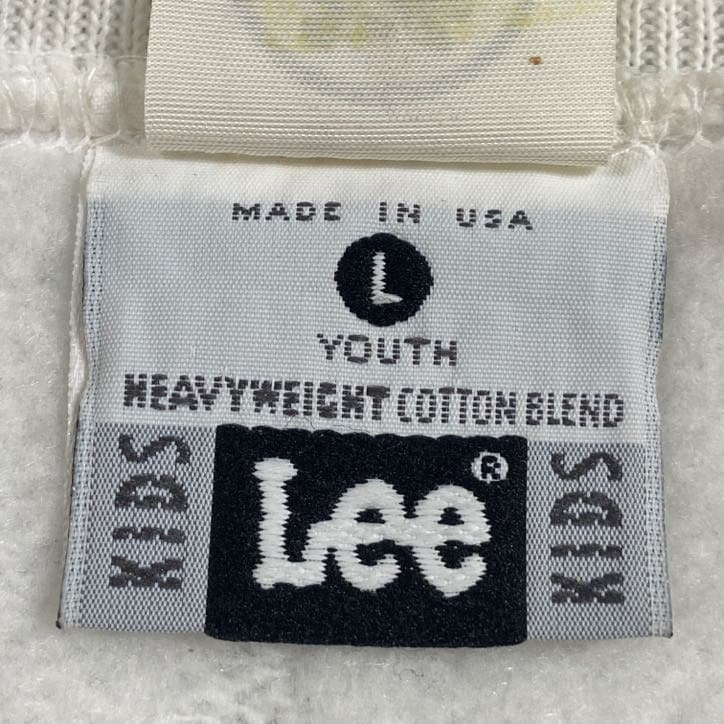 MADE IN USA
L
YOUTH
HEAVYWEIGHT COTTON BLEND
KIDS
Lee®
KIDS